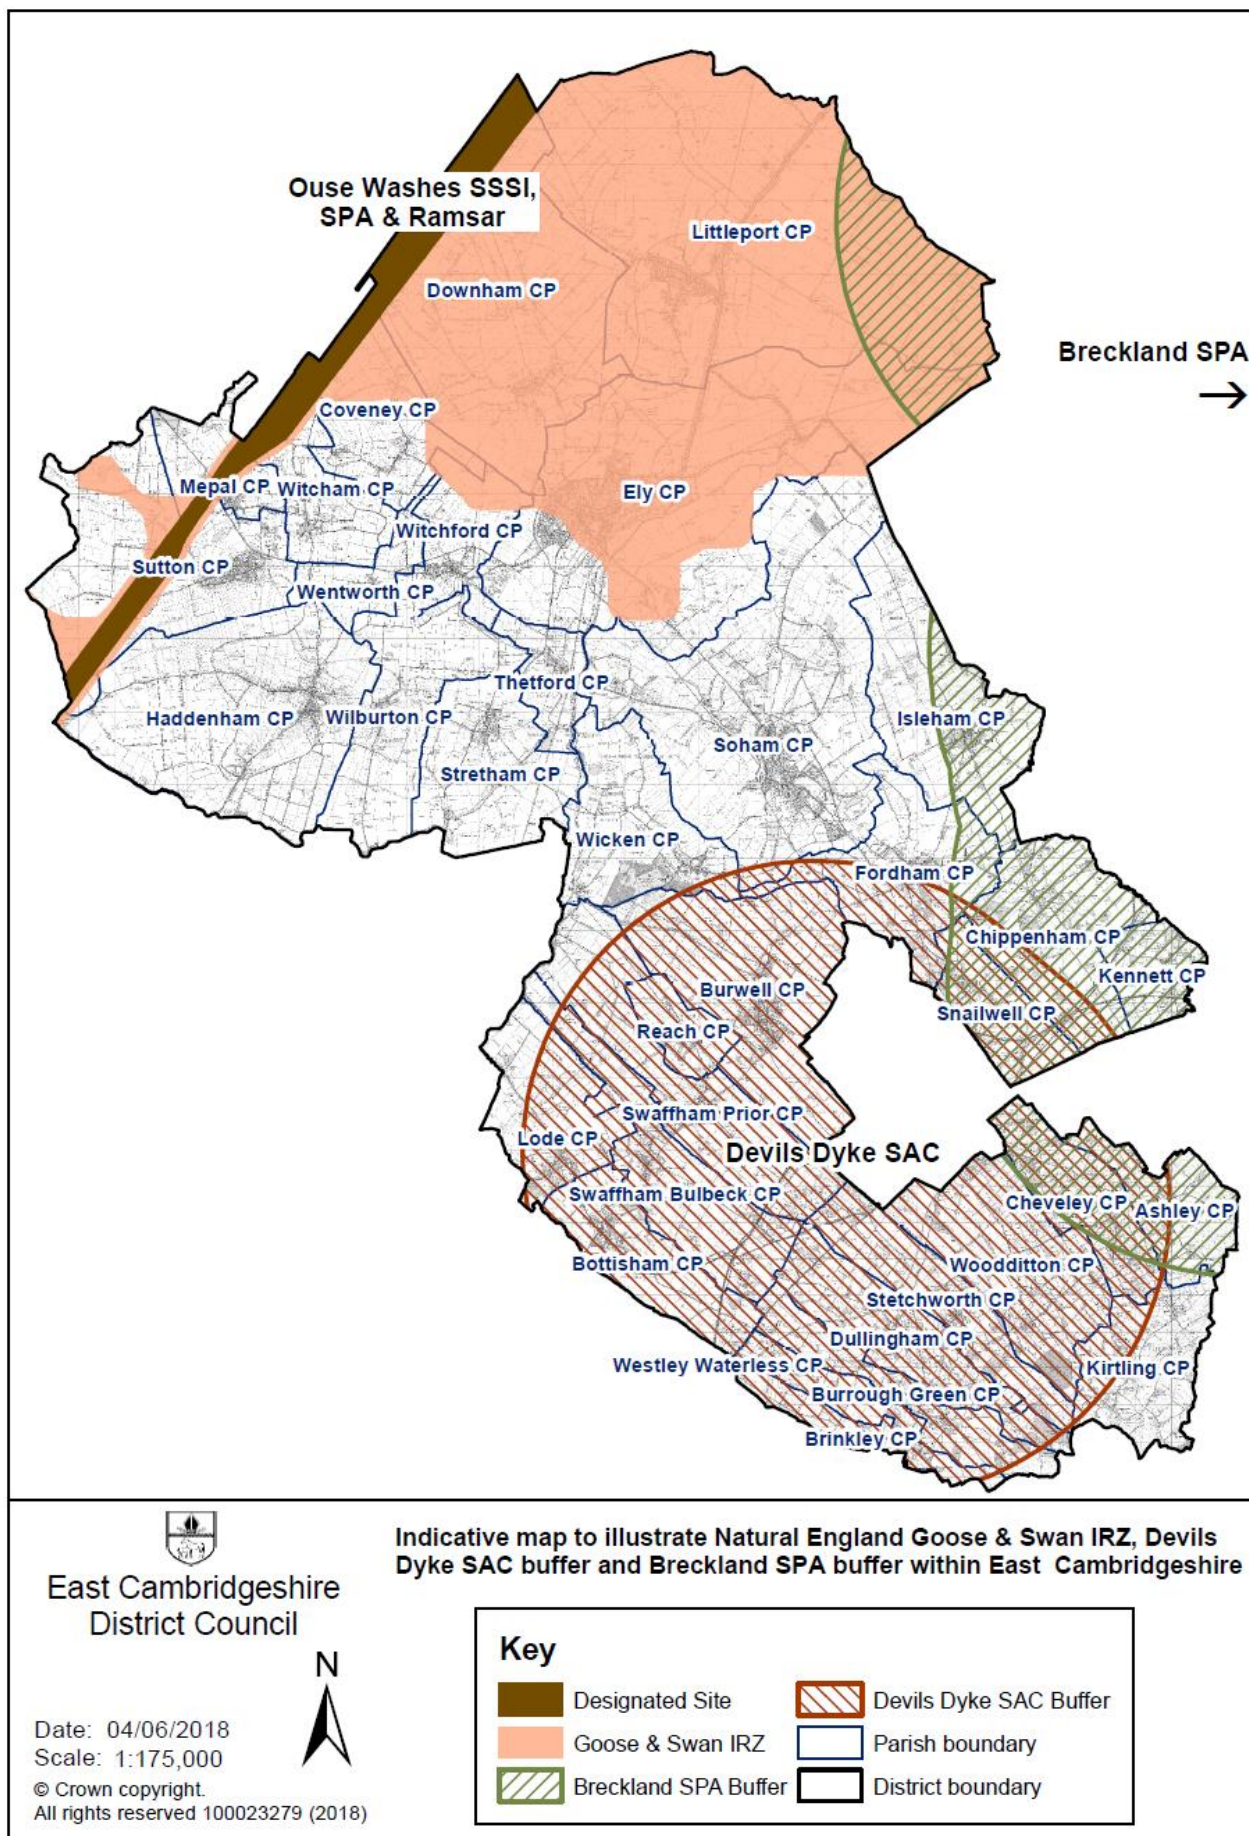 Ouse Washes SSSI,
SPA & Ramsar
Littleport CP
Downham CP
Breckland SPA
→
Coveney CP
Mepal CP
Witcham CP
Ely CP
Witchford CP
Sutton CP
Wentworth CP
Thetford CP
Haddenham CP
Wilburton CP
Isleham CP
Soham CP
Stretham CP
Wicken CP
Fordham CP
Chippenham CP
Kennett CP
Burwell CP
Snailwell CP
Reach CP
Swaffham Prior CP
Lode CP
Devils Dyke SAC
Swaffham Bulbeck CP
Cheveley CP
Ashley CP
Bottisham CP
Woodditton CP
Stetchworth CP
Dullingham CP
Westley Waterless CP
Kirtling CP
Burrough Green CP
Brinkley CP
East Cambridgeshire
District Council
N
Date: 04/06/2018
Scale: 1:175,000
© Crown copyright.
All rights reserved 100023279 (2018)
Indicative map to illustrate Natural England Goose & Swan IRZ, Devils
Dyke SAC buffer and Breckland SPA buffer within East Cambridgeshire
Key
Designated Site
Goose & Swan IRZ
Breckland SPA Buffer
Devils Dyke SAC Buffer
Parish boundary
District boundary